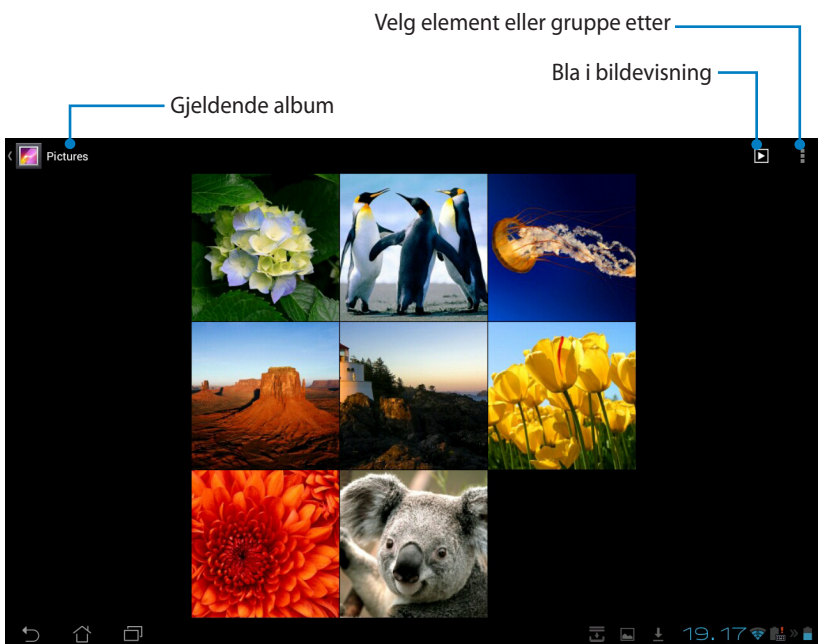 Velg element eller gruppe etter
Bla i bildevisning
Gjeldende album
Pictures
19.17